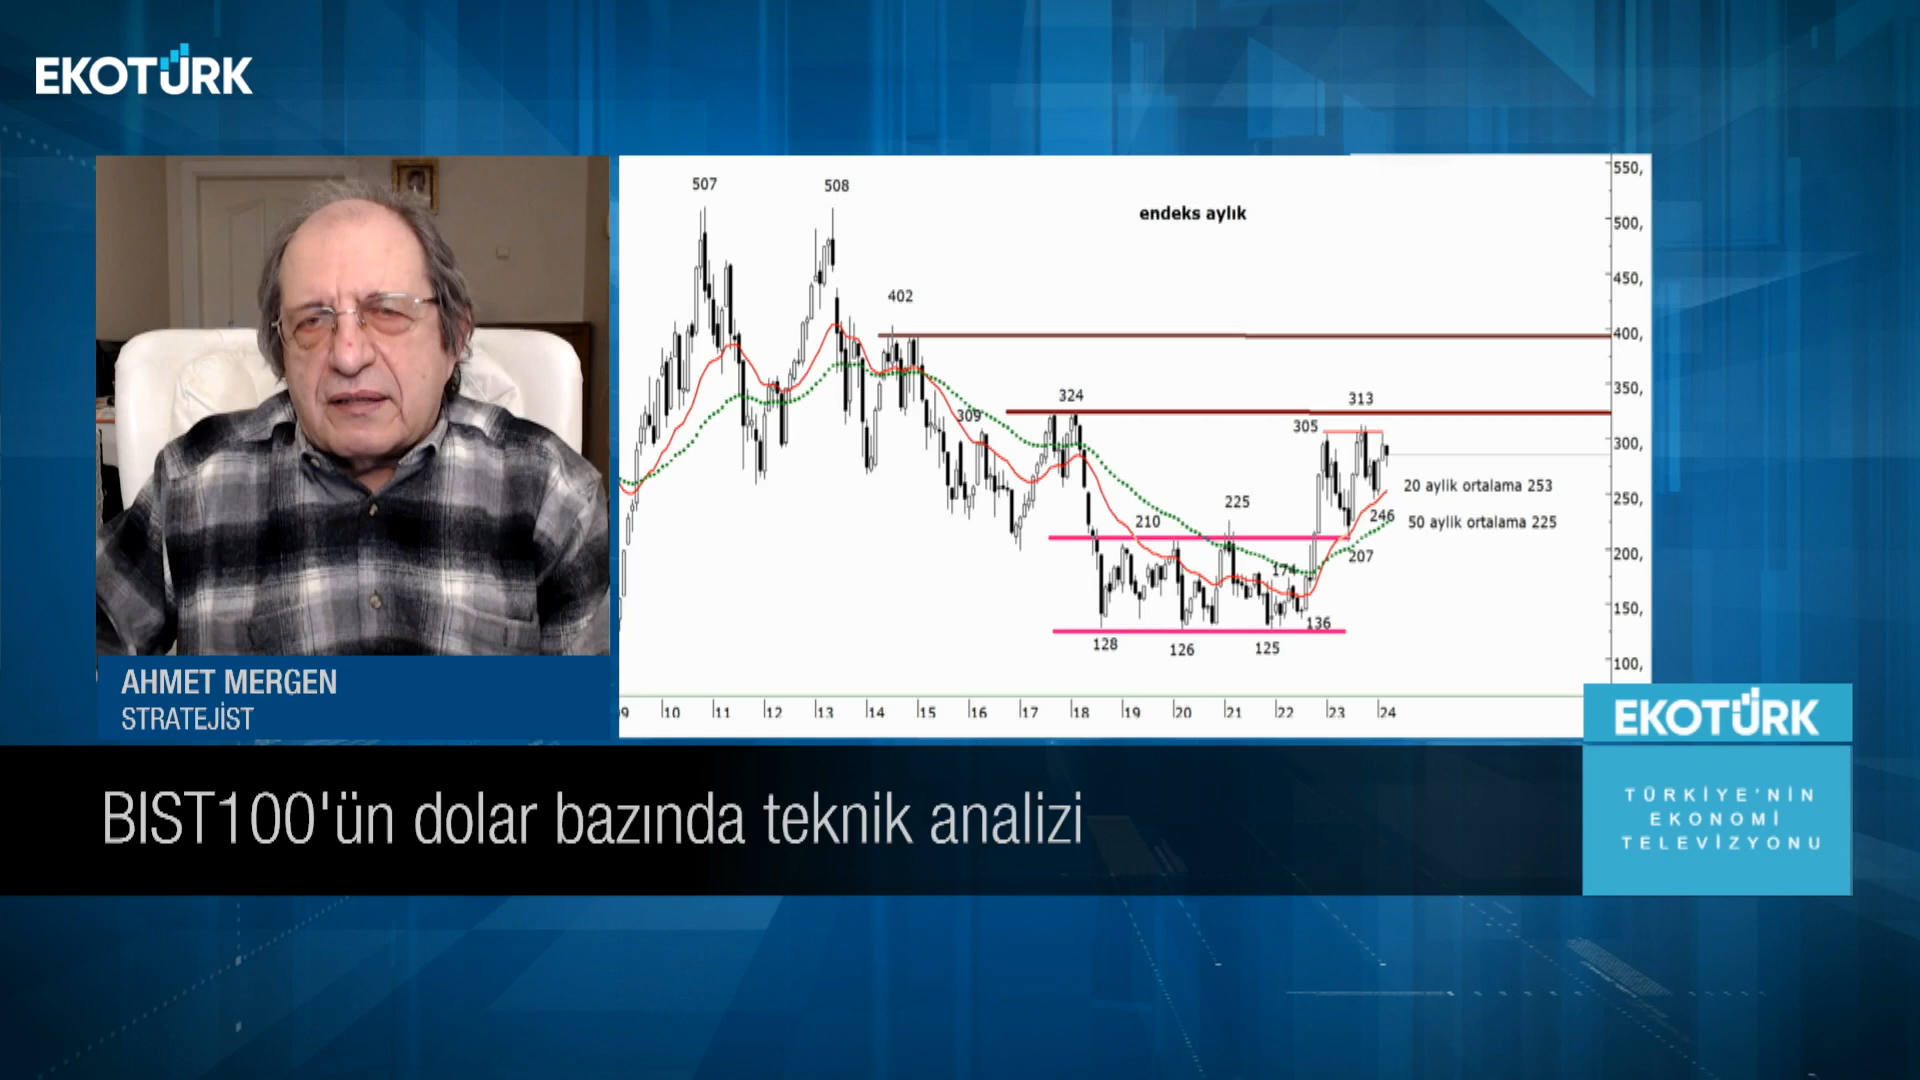 EKOTÜRK
507
508
endeks aylık
402
309
324
313
305
225
210
174
246
207
136
128
126
125
20 aylik ortalama 253
50 aylik ortalama 225
550,
500,
450,
400,
350,
300,
250,
200,
150,
100,
09 10 11 12 13 14 15 16 17 18 19 20 21 22 23 24
AHMET MERGEN
STRATEJİST
BIST100'ün dolar bazında teknik analizi
EKOTÜRK
TÜRKİYE'NİN
EKONOMİ
TELEVİZYONU